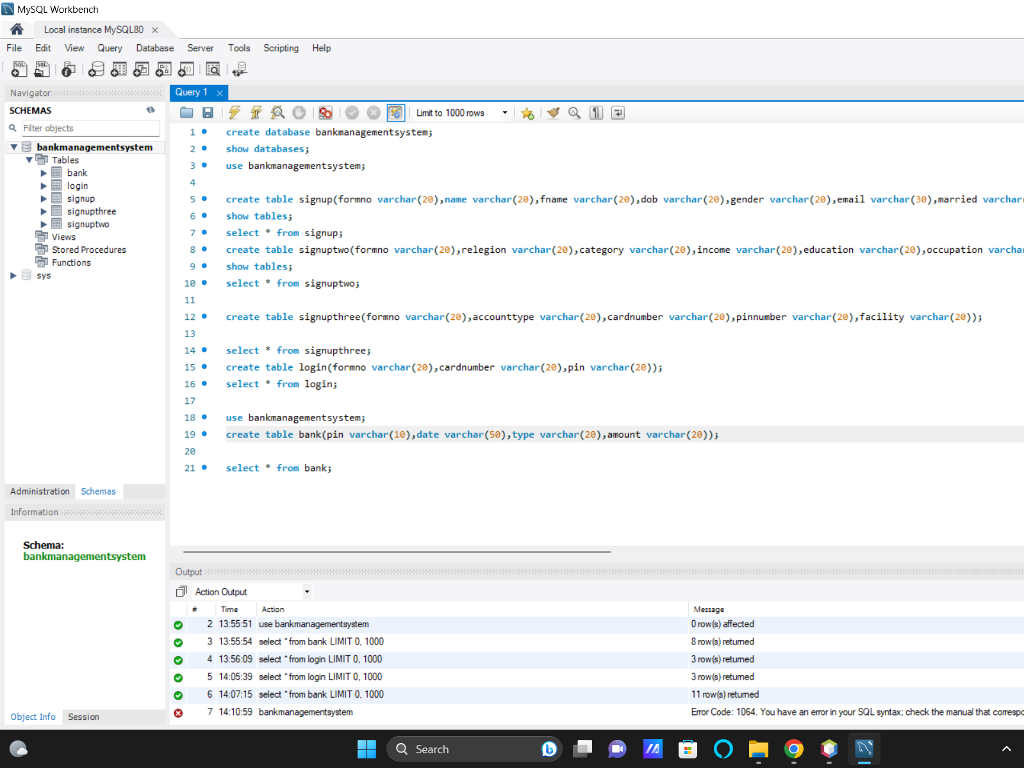 MySQL Workbench
Local instance MySQL80
File Edit View Query Database Server Tools Scripting Help
Navigator
SCHEMAS
Filter objects
bankmanagementsystem
Tables
bank
login
signup
signupthree
signuptwo
Views
Stored Procedures
Functions
sys
Administration Schemas
Information
Schema:
bankmanagementsystem
Object Info Session
Query 1
Limit to 1000 rows
1 create database bankmanagementsystem;
2 show databases;
3 use bankmanagementsystem;
4
5 create table signup(formno varchar(20),name varchar(20),fname varchar(20),dob varchar(20),gender varchar(20),email varchar(30),married varchar(
6 show tables;
7 select * from signup;
8 create table signuptwo(formno varchar(20),relegion varchar(20),category varchar(20),income varchar(20),education varchar(20),occupation varcha
9 show tables;
10 select * from signuptwo;
11
12 create table signupthree(formno varchar(20),accounttype varchar(20),cardnumber varchar(20),pinnumber varchar(20),facility varchar(20));
13
14 select * from signupthree;
15 create table login(formno varchar(20),cardnumber varchar(20),pin varchar(20));
16 select * from login;
17
18 use bankmanagementsystem;
19 create table bank(pin varchar(10),date varchar(50),type varchar(20),amount varchar(20));
20
21 select * from bank;
Output
Action Output
# Time Action Message
2 13:55:51 use bankmanagementsystem 0 row(s) affected
3 13:55:54 select * from bank LIMIT 0, 1000 8 row(s) returned
4 13:56:09 select * from login LIMIT 0, 1000 3 row(s) returned
5 14:05:39 select * from login LIMIT 0, 1000 3 row(s) returned
6 14:07:15 select * from bank LIMIT 0, 1000 11 row(s) returned
7 14:10:59 bankmanagementsystem Error Code: 1064. You have an error in your SQL syntax; check the manual that correspo
Search